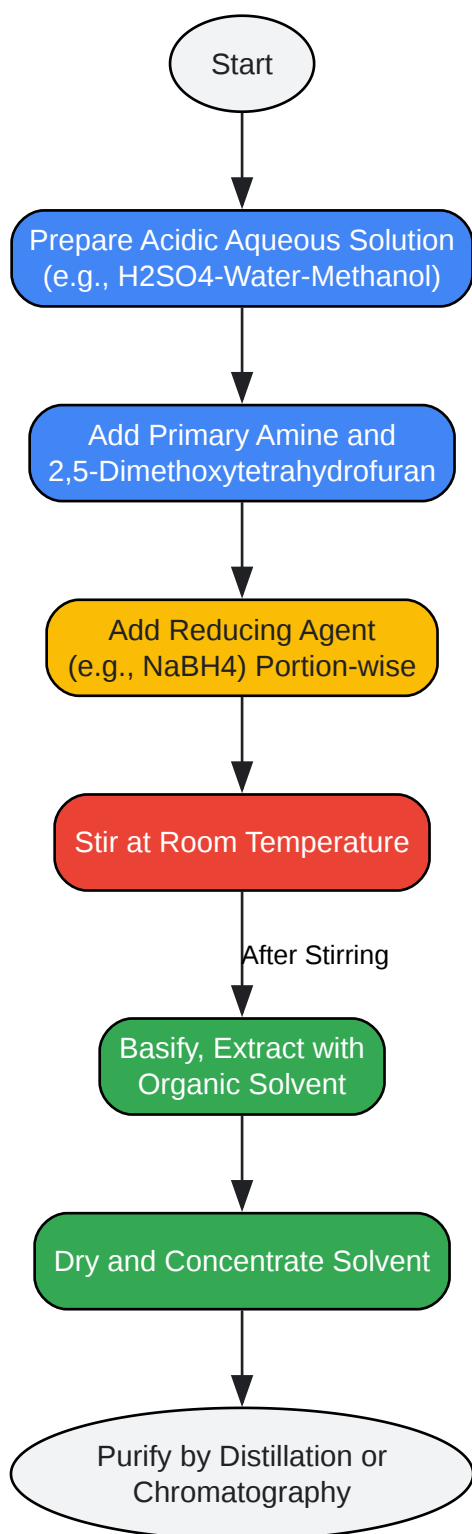 Start
Prepare Acidic Aqueous Solution
(e.g., H2SO4-Water-Methanol)
Add Primary Amine and
2,5-Dimethoxytetrahydrofuran
Add Reducing Agent
(e.g., NaBH4) Portion-wise
Stir at Room Temperature
After Stirring
Basify, Extract with
Organic Solvent
Dry and Concentrate Solvent
Purify by Distillation or
Chromatography